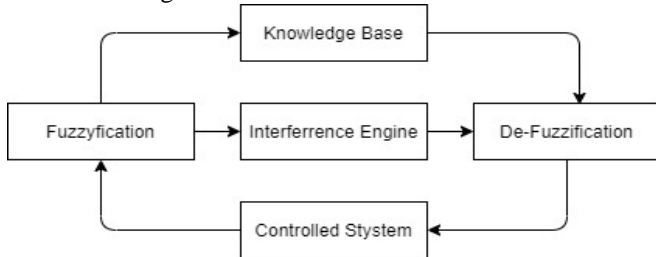 Knowledge Base
Fuzzyfication
Interferrence Engine
De-Fuzzification
Controlled Stystem